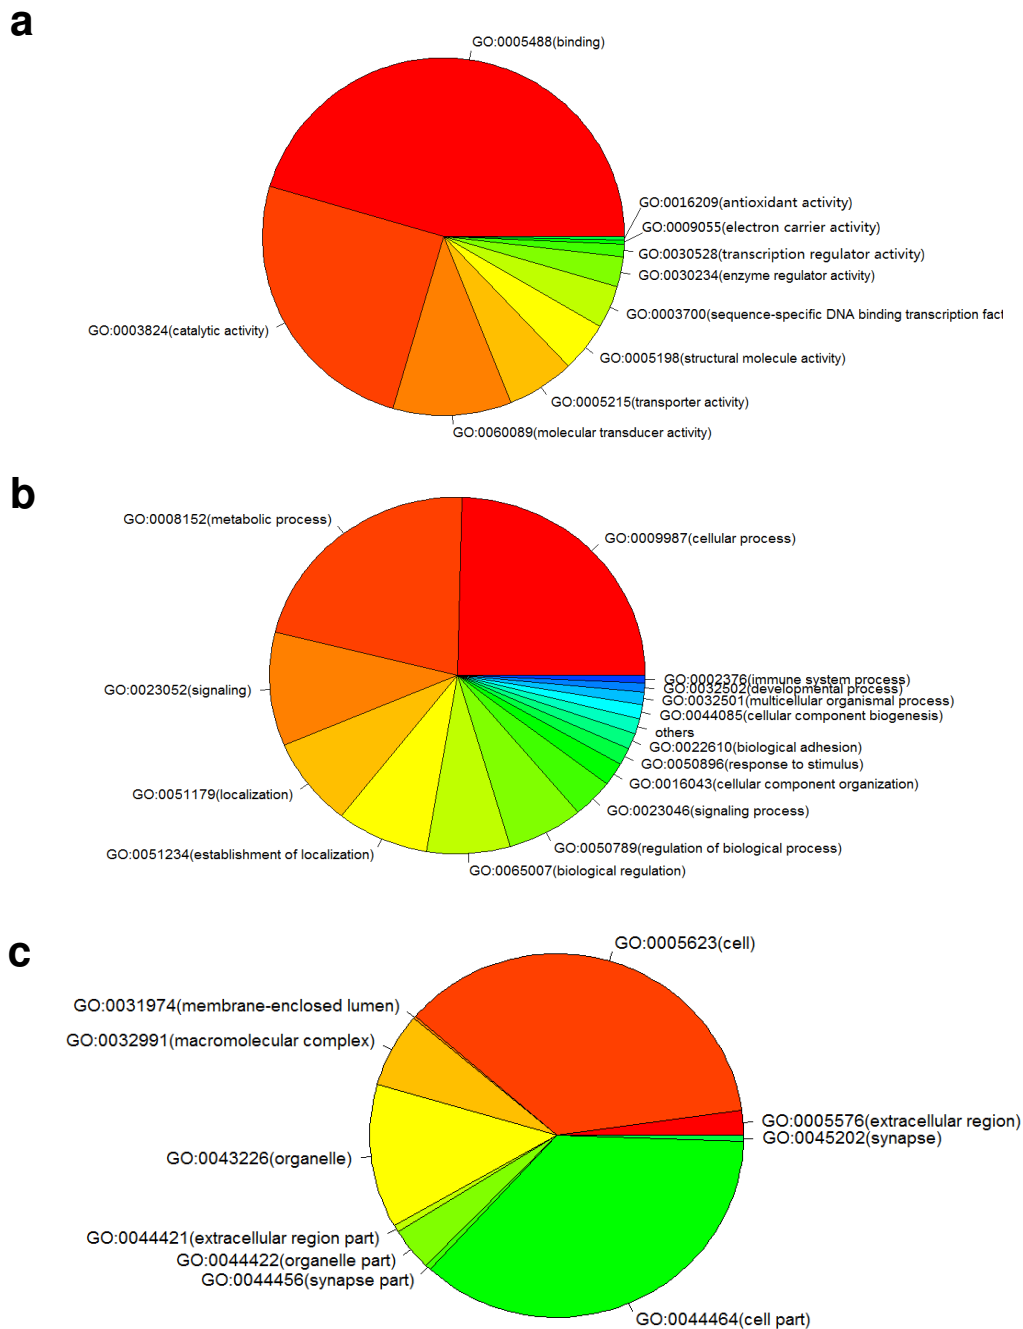 a
GO:0005488(binding)
GO:0016209(antioxidant activity)
GO:0009055(electron carrier activity)
GO:0030528(transcription regulator activity)
GO:0030234(enzyme regulator activity)
GO:0003700(sequence-specific DNA binding transcription fact
GO:0003824(catalytic activity)
GO:0005198(structural molecule activity)
GO:0005215(transporter activity)
GO:0060089(molecular transducer activity)
b
GO:0008152(metabolic process)
GO:0009987(cellular process)
GO:0002376(immune system process)
GO:0032502(developmental process)
GO:0023052(signaling)
GO:0032501(multicellular organismal process)
GO:0044085(cellular component biogenesis)
others
GO:0022610(biological adhesion)
GO:0050896(response to stimulus)
GO:0016043(cellular component organization)
GO:0051179(localization)
GO:0023046(signaling process)
GO:0050789(regulation of biological process)
GO:0051234(establishment of localization)
GO:0065007(biological regulation)
c
GO:0005623(cell)
GO:0031974(membrane-enclosed lumen)
GO:0032991(macromolecular complex)
GO:0005576(extracellular region)
GO:0045202(synapse)
GO:0043226(organelle)
GO:0044421(extracellular region part)
GO:0044422(organelle part)
GO:0044456(synapse part)
GO:0044464(cell part)